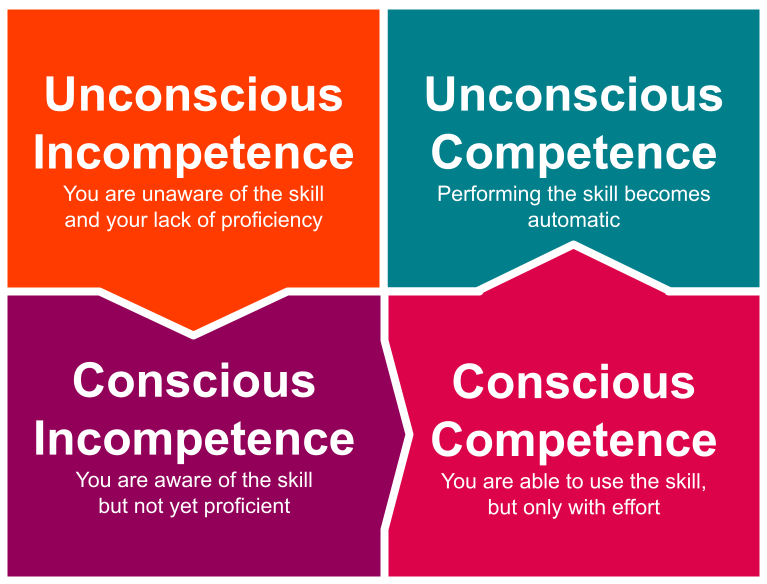 Unconscious
Incompetence
You are unaware of the skill
and your lack of proficiency
Unconscious
Competence
Performing the skill becomes
automatic
Conscious
Incompetence
You are aware of the skill
but not yet proficient
Conscious
Competence
You are able to use the skill,
but only with effort